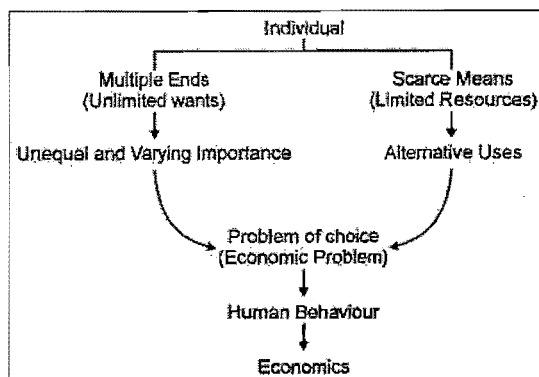 Individual
Multiple Ends
(Unlimited wants)
Scarce Means
(Limited Resources)
Unequal and Varying Importance
Alternative Uses
Problem of choice
(Economic Problem)
Human Behaviour
Economics